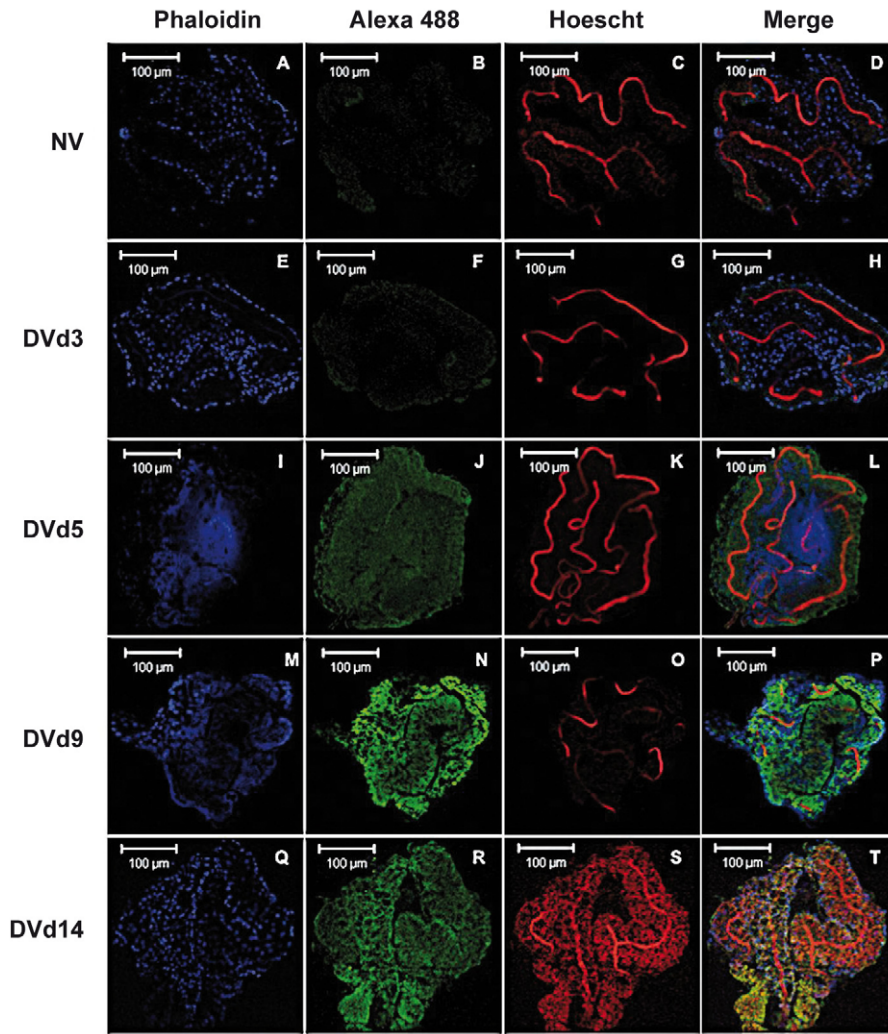 Phaloidin Alexa 488 Hoescht Merge
NV
100 µm A 100 µm B 100 µm C 100 µm D
DVd3
100 µm E 100 µm F 100 µm G 100 µm H
DVd5
100 µm I 100 µm J 100 µm K 100 µm L
DVd9
100 µm M 100 µm N 100 µm O 100 µm P
DVd14
100 µm Q 100 µm R 100 µm S 100 µm T